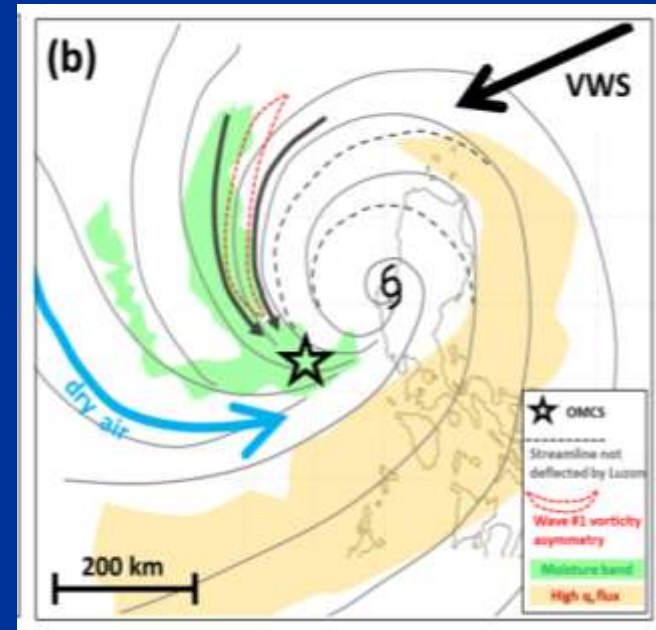 (b)
VWS
dry air
OMCS
Streamline not
deflected by Luzon
Wave #1 vorticity
asymmetry
Moisture band
High qᵥ flux
200 km